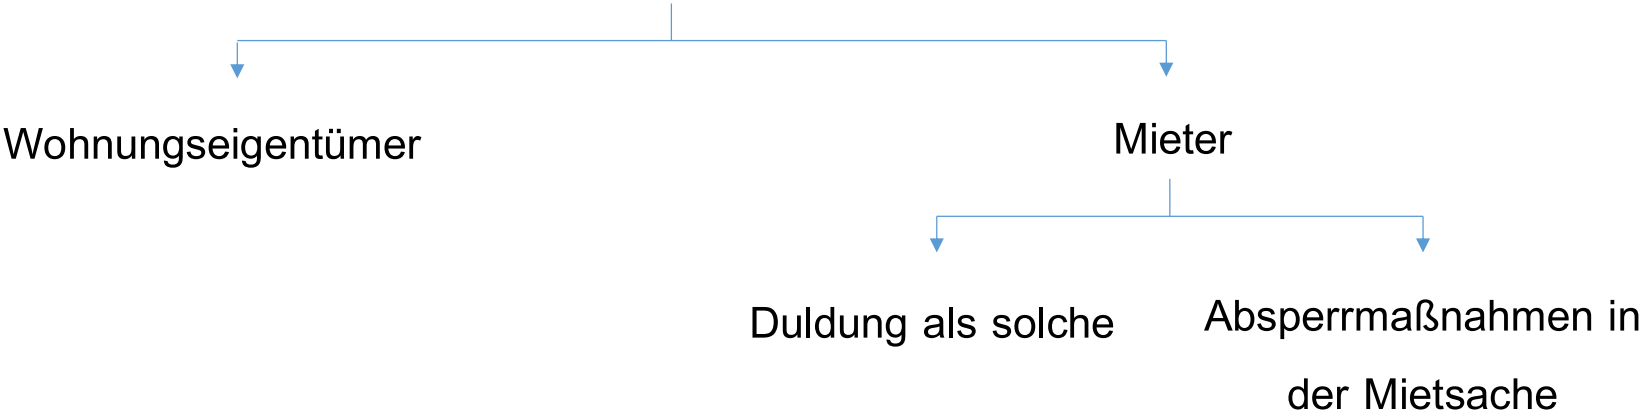 Wohnungseigentümer
Mieter
Duldung als solche
Absperrmaßnahmen in
der Mietsache